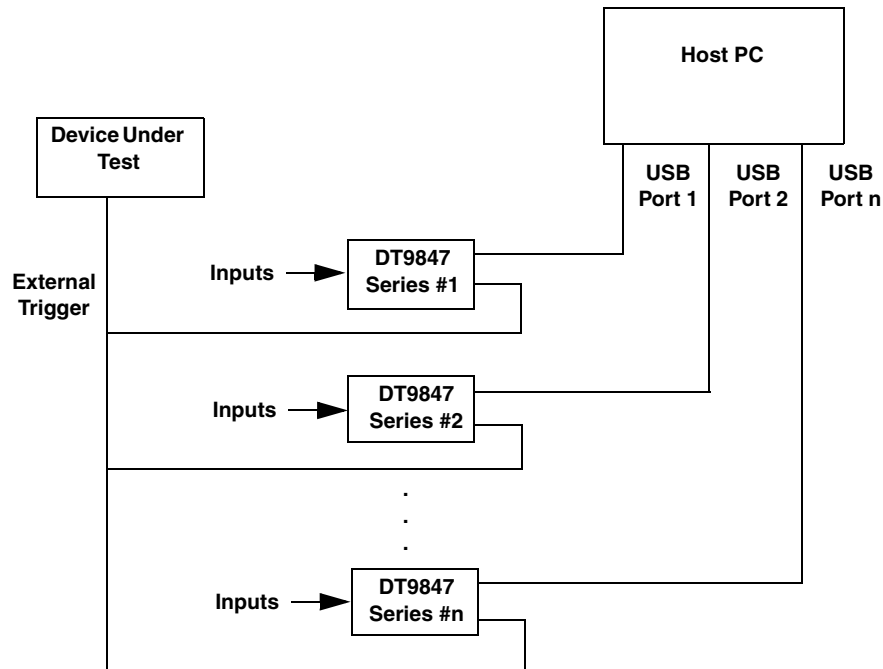 Host PC
Device Under
Test
USB
Port 1
USB
Port 2
USB
Port n
External
Trigger
Inputs
DT9847
Series #1
Inputs
DT9847
Series #2
.
.
.
Inputs
DT9847
Series #n